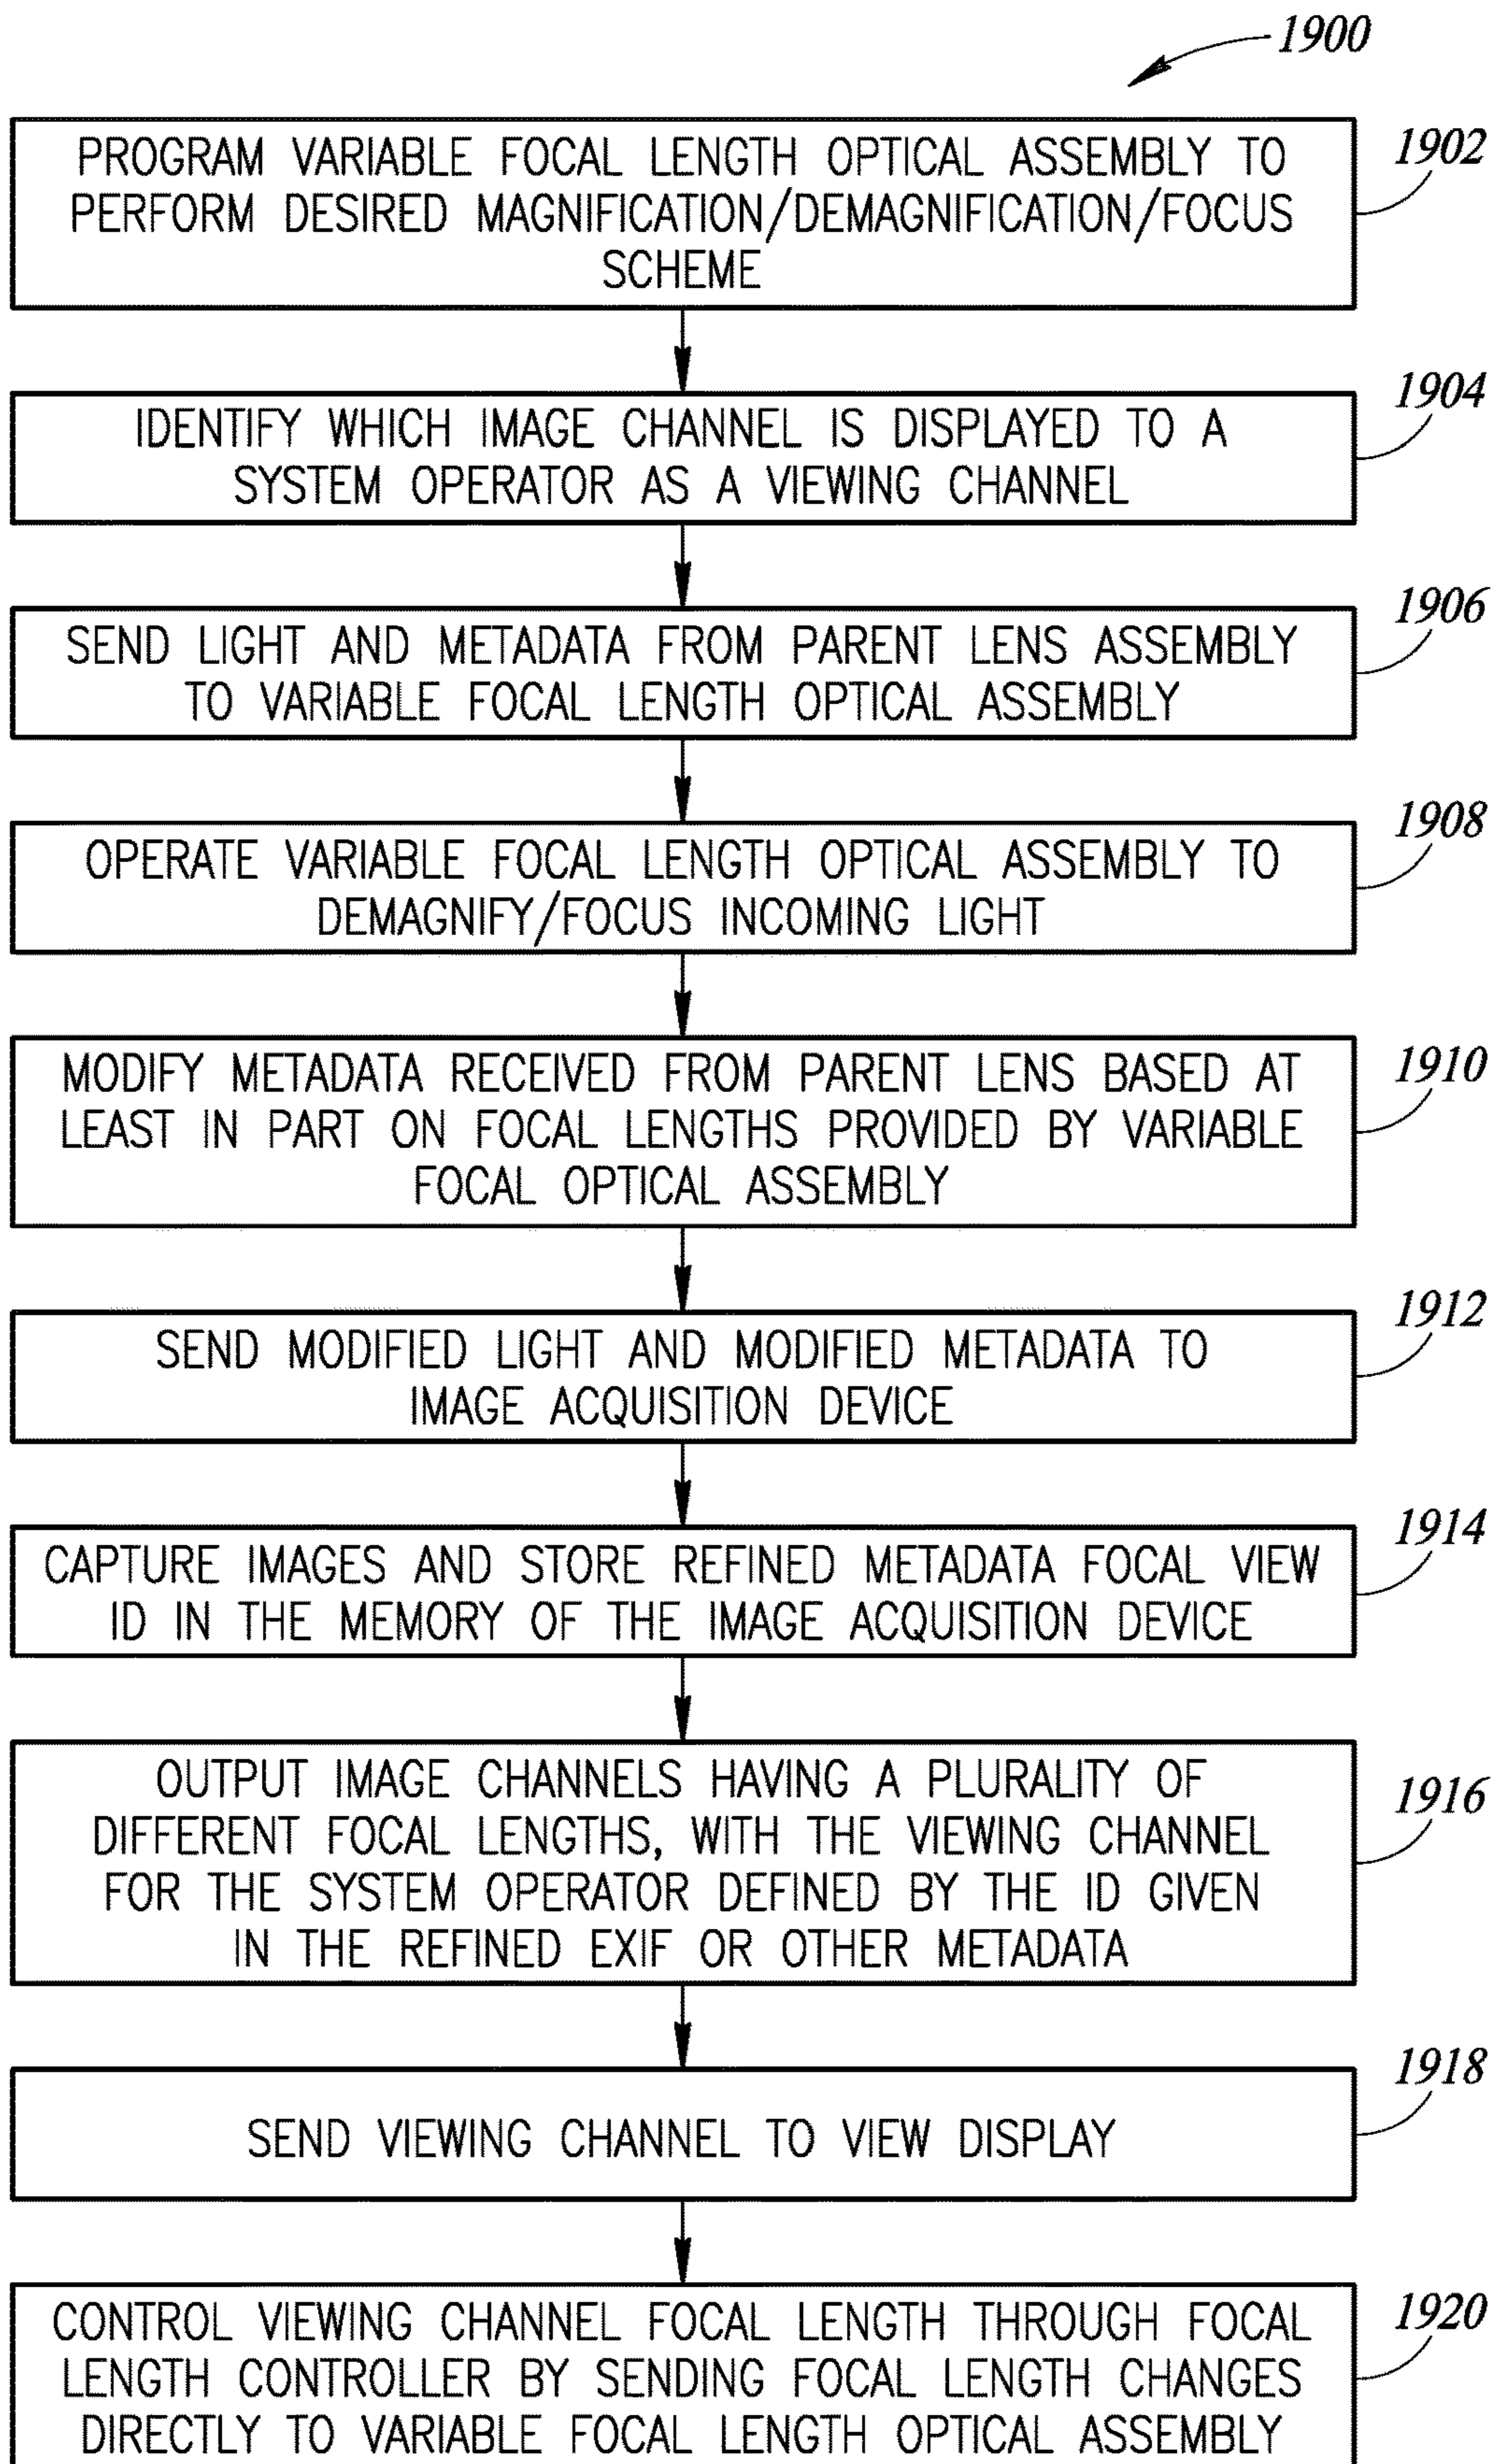 1900
PROGRAM VARIABLE FOCAL LENGTH OPTICAL ASSEMBLY TO
PERFORM DESIRED MAGNIFICATION/DEMAGNIFICATION/FOCUS
SCHEME
1902
IDENTIFY WHICH IMAGE CHANNEL IS DISPLAYED TO A
SYSTEM OPERATOR AS A VIEWING CHANNEL
1904
SEND LIGHT AND METADATA FROM PARENT LENS ASSEMBLY
TO VARIABLE FOCAL LENGTH OPTICAL ASSEMBLY
1906
OPERATE VARIABLE FOCAL LENGTH OPTICAL ASSEMBLY TO
DEMAGNIFY/FOCUS INCOMING LIGHT
1908
MODIFY METADATA RECEIVED FROM PARENT LENS BASED AT
LEAST IN PART ON FOCAL LENGTHS PROVIDED BY VARIABLE
FOCAL OPTICAL ASSEMBLY
1910
SEND MODIFIED LIGHT AND MODIFIED METADATA TO
IMAGE ACQUISITION DEVICE
1912
CAPTURE IMAGES AND STORE REFINED METADATA FOCAL VIEW
ID IN THE MEMORY OF THE IMAGE ACQUISITION DEVICE
1914
OUTPUT IMAGE CHANNELS HAVING A PLURALITY OF
DIFFERENT FOCAL LENGTHS, WITH THE VIEWING CHANNEL
FOR THE SYSTEM OPERATOR DEFINED BY THE ID GIVEN
IN THE REFINED EXIF OR OTHER METADATA
1916
SEND VIEWING CHANNEL TO VIEW DISPLAY
1918
CONTROL VIEWING CHANNEL FOCAL LENGTH THROUGH FOCAL
LENGTH CONTROLLER BY SENDING FOCAL LENGTH CHANGES
DIRECTLY TO VARIABLE FOCAL LENGTH OPTICAL ASSEMBLY
1920